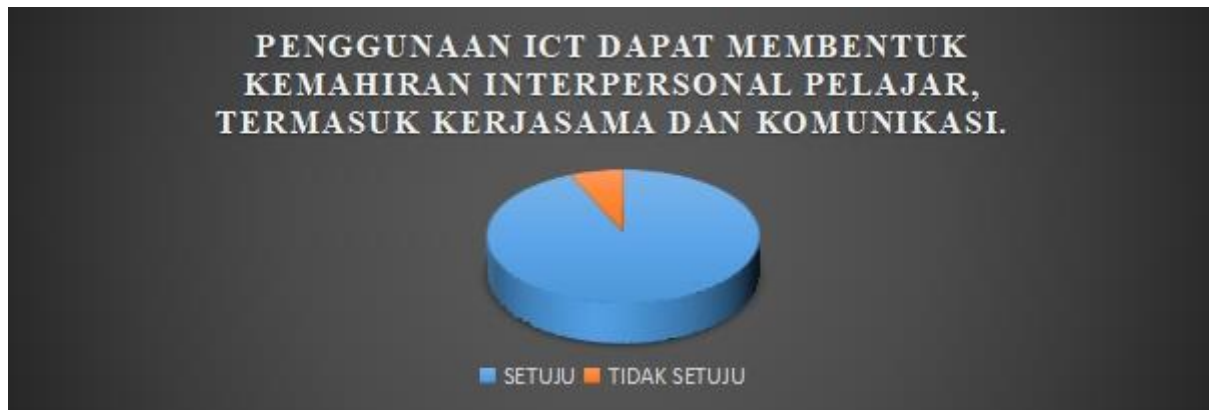 PENGGUNAAN ICT DAPAT MEMBENTUK
KEMAHIRAN INTERPERSONAL PELAJAR,
TERMASUK KERJASAMA DAN KOMUNIKASI.
SETUJU TIDAK SETUJU